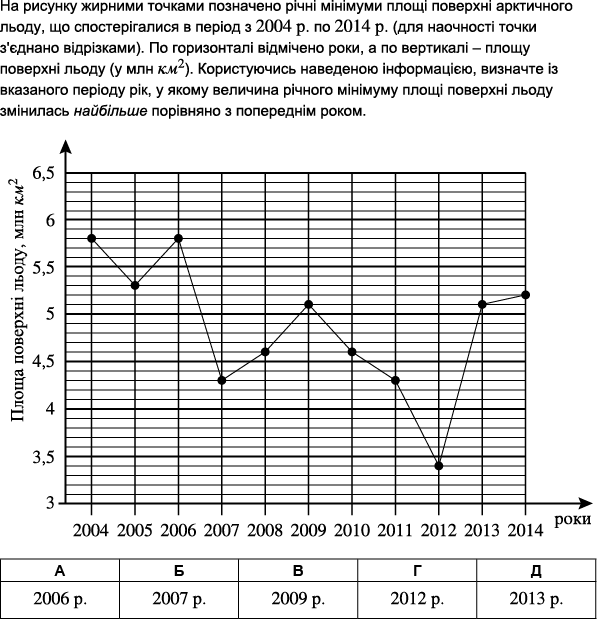 На рисунку жирними точками позначено річні мінімуми площі поверхні арктичного
льоду, що спостерігалися в період з 2004 р. по 2014 р. (для наочності точки
з'єднано відрізками). По горизонталі відмічено роки, а по вертикалі – площу
поверхні льоду (у млн км²). Користуючись наведеною інформацією, визначте із
вказаного періоду рік, у якому величина річного мінімуму площі поверхні льоду
змінилась найбільше порівняно з попереднім роком.
Площа поверхні льоду, млн км²
6,5
6
5,5
5
4,5
4
3,5
3
2004 2005 2006 2007 2008 2009 2010 2011 2012 2013 2014
роки
А Б В Г Д
2006 р. 2007 р. 2009 р. 2012 р. 2013 р.